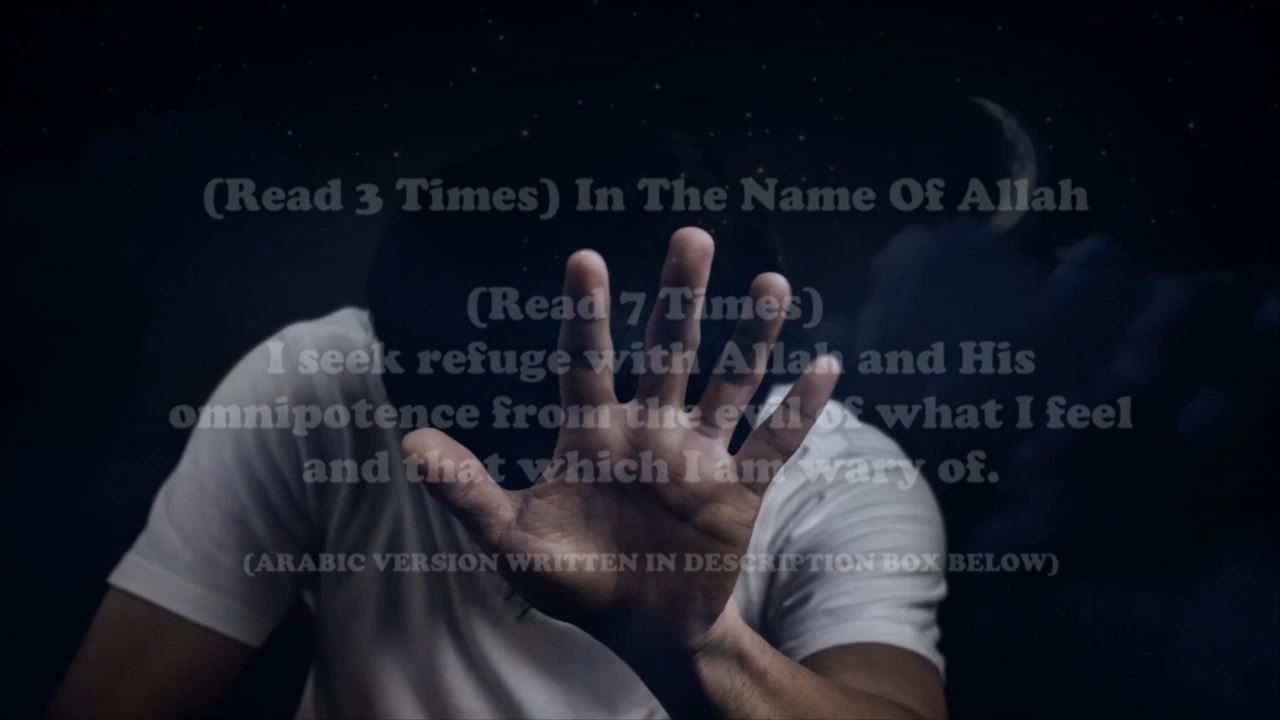 (Read 3 Times) In The Name Of Allah
(Read 7 Times)
I seek refuge with Allah and His
omnipotence from the evil of what I feel
and that which I am wary of.
(ARABIC VERSION WRITTEN IN DESCRIPTION BOX BELOW)